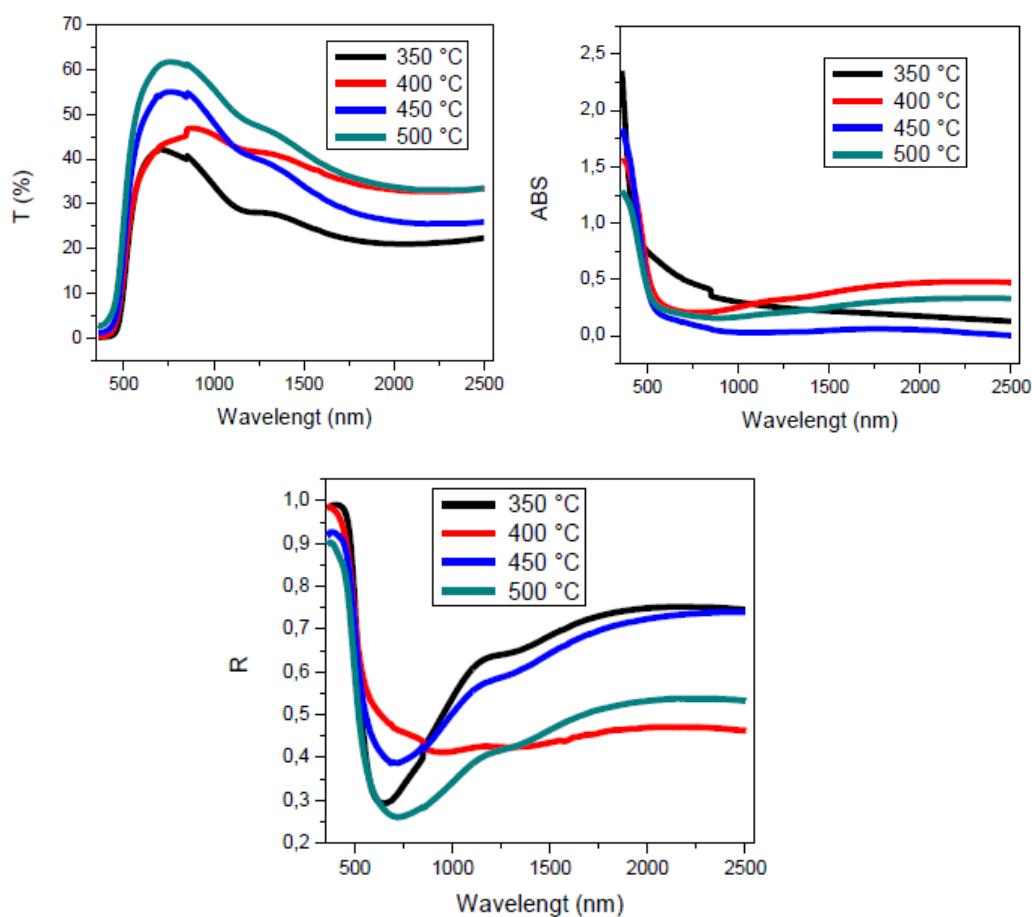 70
60
50
40
30
20
10
0
T (%)
350 °C
400 °C
450 °C
500 °C
500 1000 1500 2000 2500
Wavelengt (nm)
2,5
2,0
1,5
1,0
0,5
0,0
ABS
350 °C
400 °C
450 °C
500 °C
500 1000 1500 2000 2500
Wavelengt (nm)
1,0
0,9
0,8
0,7
0,6
0,5
0,4
0,3
0,2
R
350 °C
400 °C
450 °C
500 °C
500 1000 1500 2000 2500
Wavelengt (nm)